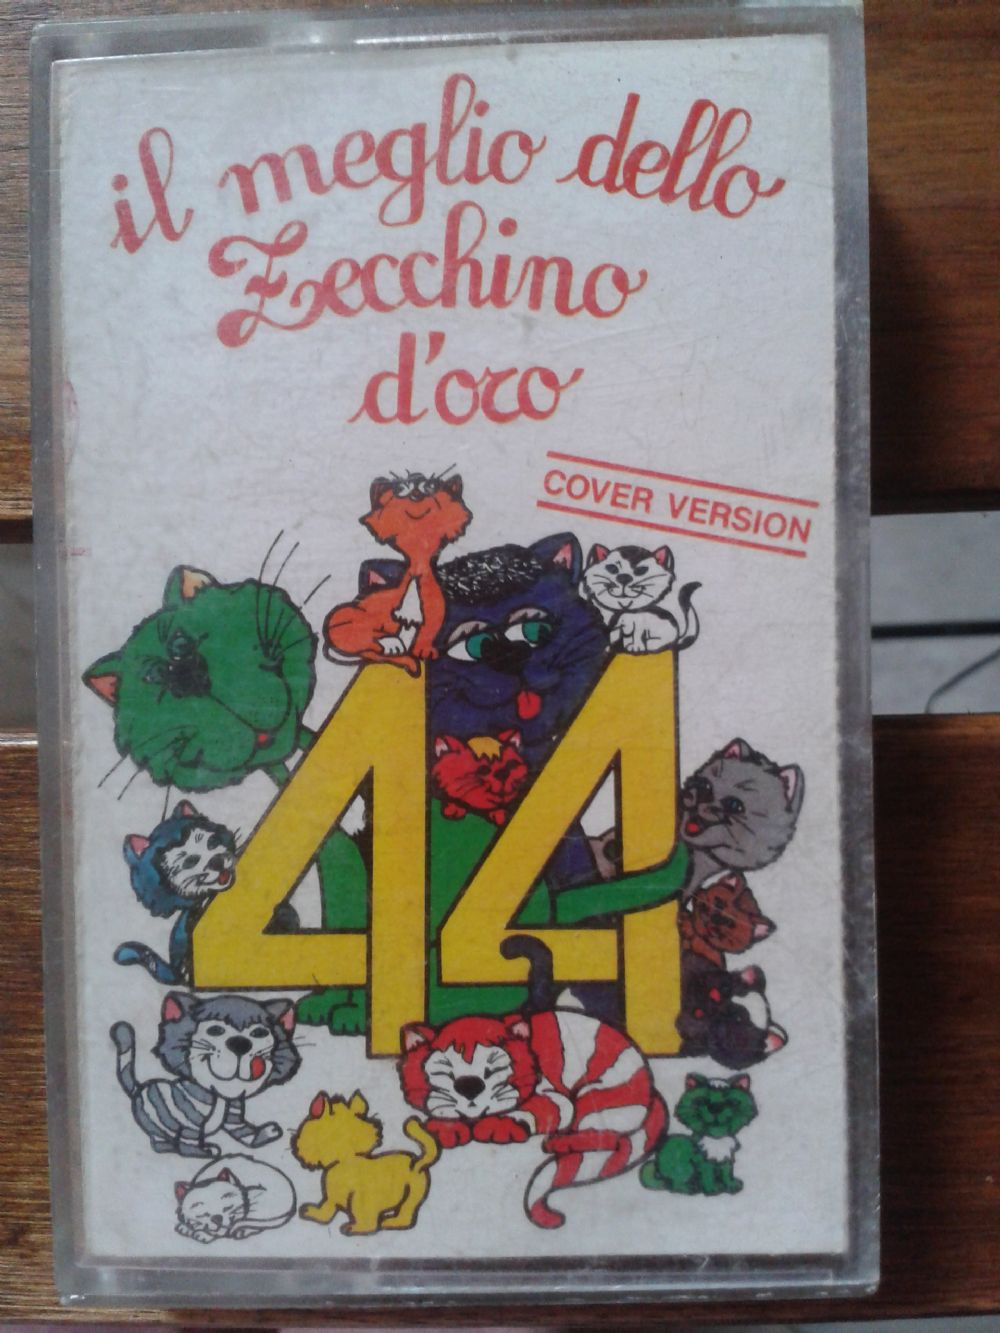 il meglio dello
Zecchino
d'oro
COVER VERSION
44